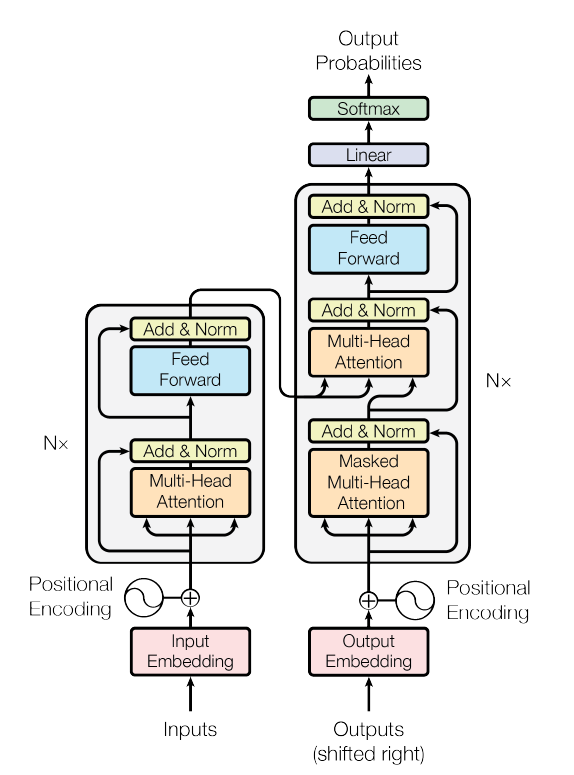 Output
Probabilities
Softmax
Linear
Add & Norm
Feed
Forward
Add & Norm
Multi-Head
Attention
Add & Norm
Masked
Multi-Head
Attention
N×
Add & Norm
Feed
Forward
Add & Norm
Multi-Head
Attention
N×
Positional
Encoding
Positional
Encoding
Input
Embedding
Output
Embedding
Inputs
Outputs
(shifted right)